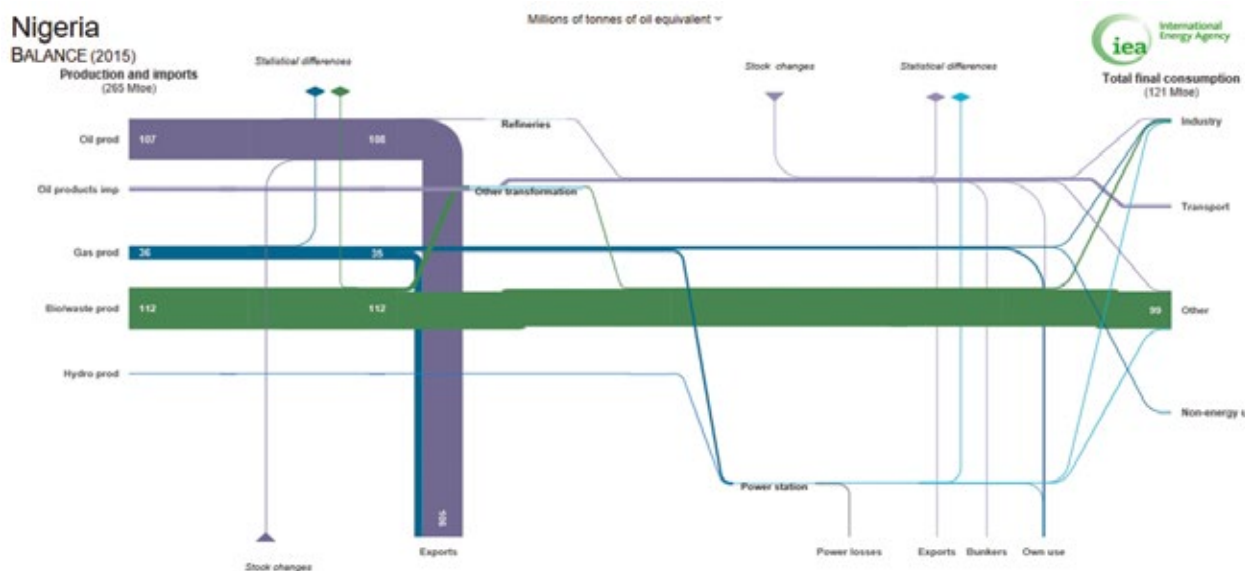 Nigeria
BALANCE (2015)
Millions of tonnes of oil equivalent
iea
International
Energy Agency
Production and imports
(265 Mtoe)
Statistical differences
Stock changes
Statistical differences
Total final consumption
(121 Mtoe)
Oil prod
107
108
Refineries
Industry
Oil products imp
Other transformation
Transport
Gas prod
36
35
Bio/waste prod
112
112
99
Other
Hydro prod
Non-energy u
Power station
Exports
Power losses
Exports
Bunkers
Own use
Stock changes